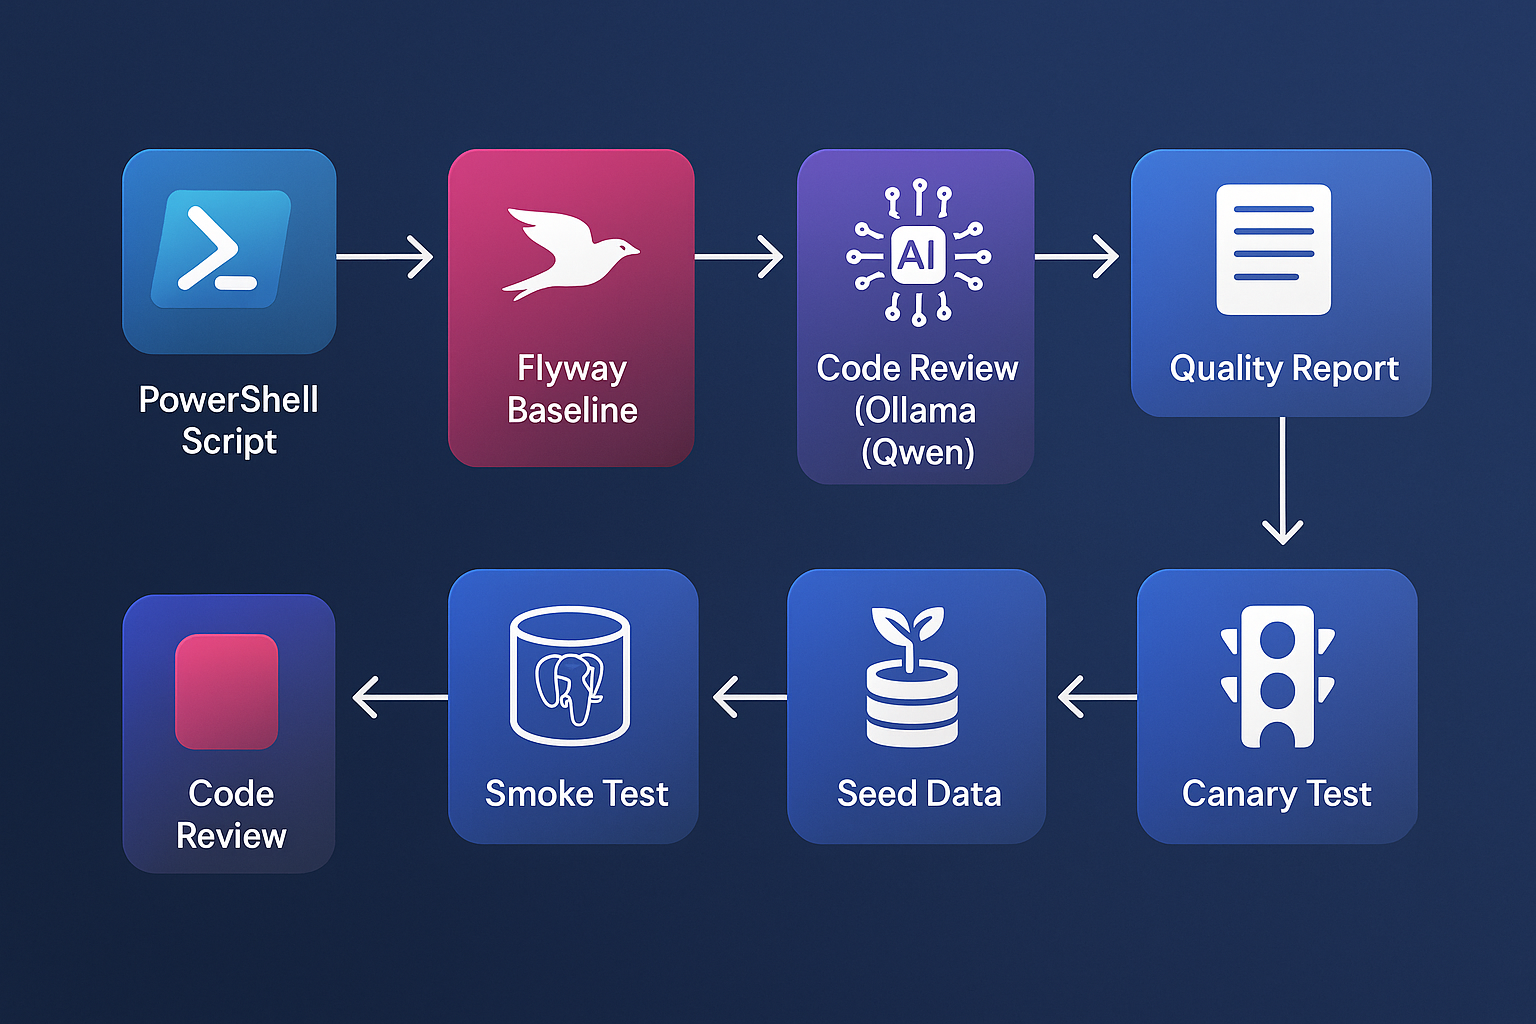 PowerShell
Script
Flyway
Baseline
AI
Code Review
(Ollama
(Qwen)
Quality Report
Code
Review
Smoke Test
Seed Data
Canary Test